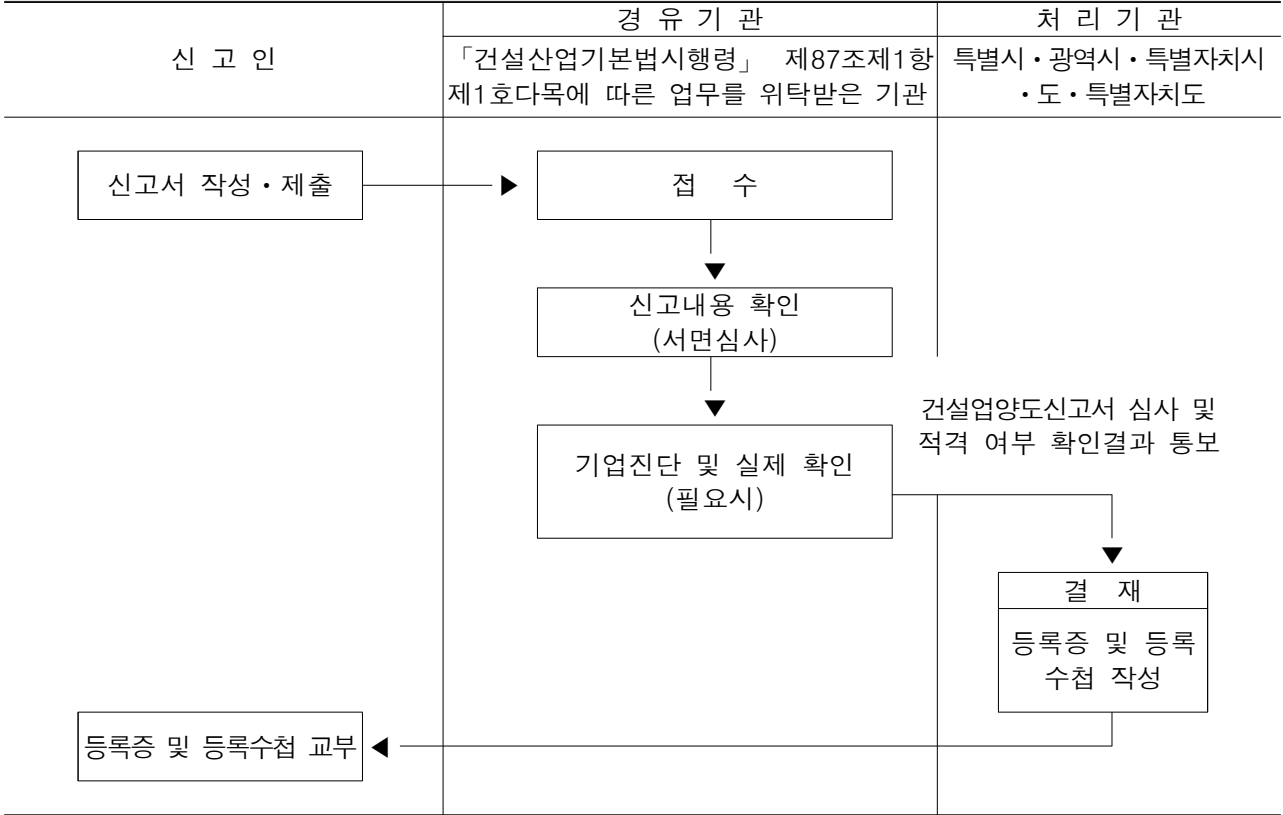 신 고 인
경 유 기 관
처 리 기 관
「건설산업기본법시행령」 제87조제1항
제1호다목에 따른 업무를 위탁받은 기관
특별시・광역시・특별자치시
・도・특별자치도
신고서 작성・제출
접 수
신고내용 확인
(서면심사)
건설업양도신고서 심사 및
적격 여부 확인결과 통보
기업진단 및 실제 확인
(필요시)
결 재
등록증 및 등록
수첩 작성
등록증 및 등록수첩 교부